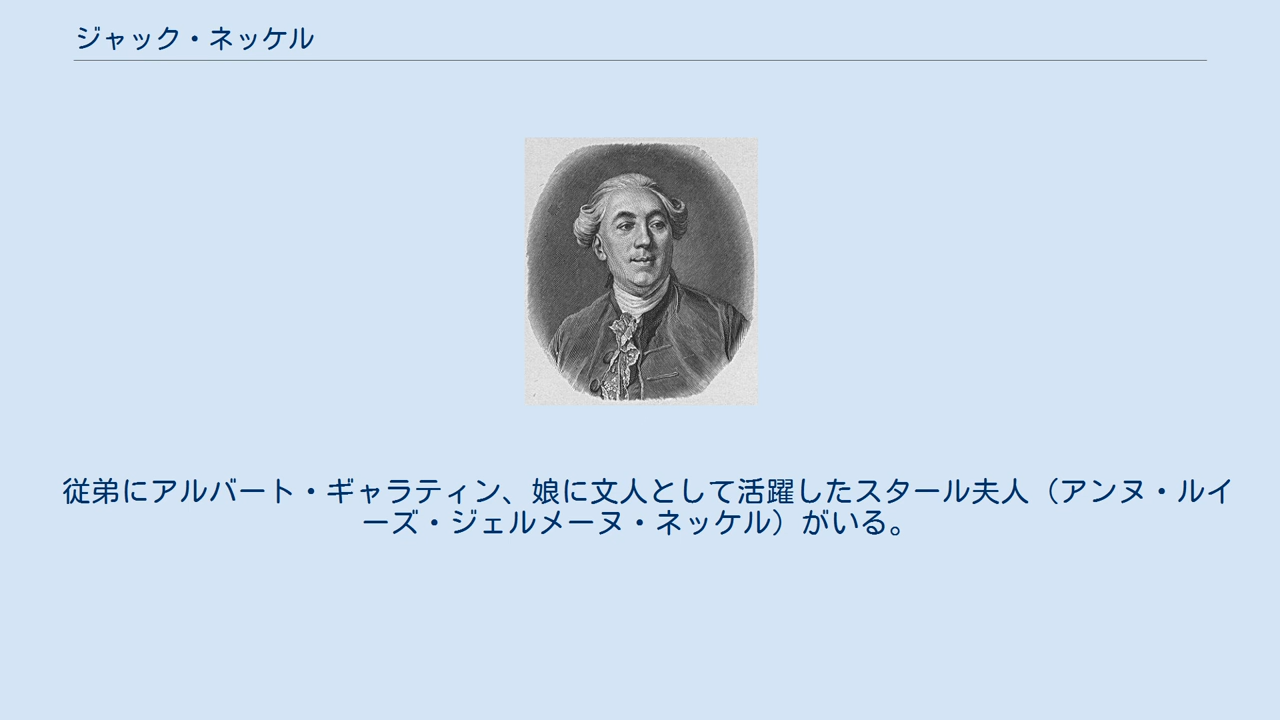 ジャック・ネッケル
従弟にアルバート・ギャラティン、娘に文人として活躍したスタール夫人（アンヌ・ルイ
ーズ・ジェルメーヌ・ネッケル）がいる。